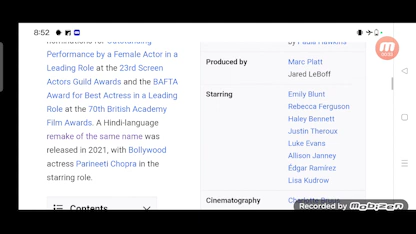 8:52
Performance by a Female Actor in a
Leading Role at the 23rd Screen
Actors Guild Awards and the BAFTA
Award for Best Actress in a Leading
Role at the 70th British Academy
Film Awards. A Hindi-language
remake of the same name was
released in 2021, with Bollywood
actress Parineeti Chopra in the
starring role.
Contents
by Paula Hawkins
Produced by
Marc Platt
Jared LeBoff
Starring
Emily Blunt
Rebecca Ferguson
Haley Bennett
Justin Theroux
Luke Evans
Allison Janney
Édgar Ramírez
Lisa Kudrow
Cinematography
Recorded by Mobizen